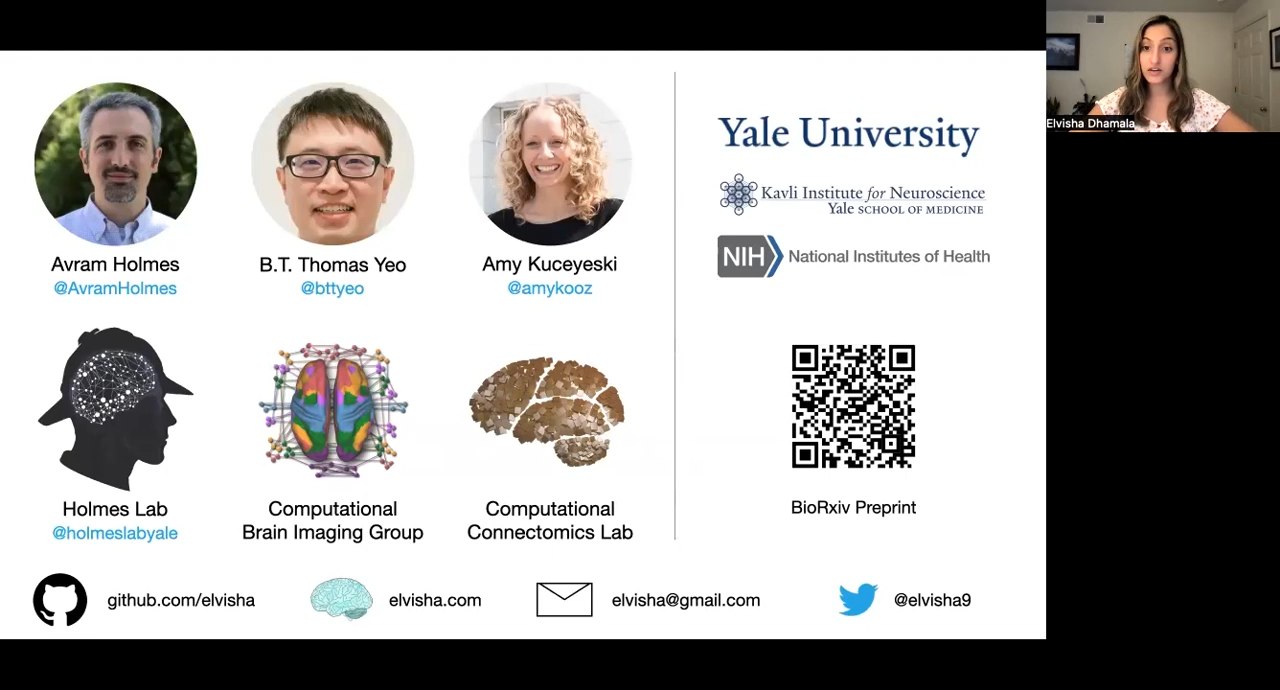 Elvisha Dhamala
Yale University
Kavli Institute for Neuroscience
Yale SCHOOL OF MEDICINE
NIH National Institutes of Health
Avram Holmes
@AvramHolmes
B.T. Thomas Yeo
@bttyeo
Amy Kuceyeski
@amykooz
Holmes Lab
@holmeslabyale
Computational
Brain Imaging Group
Computational
Connectomics Lab
BioRxiv Preprint
github.com/elvisha
elvisha.com
elvisha@gmail.com
@elvisha9